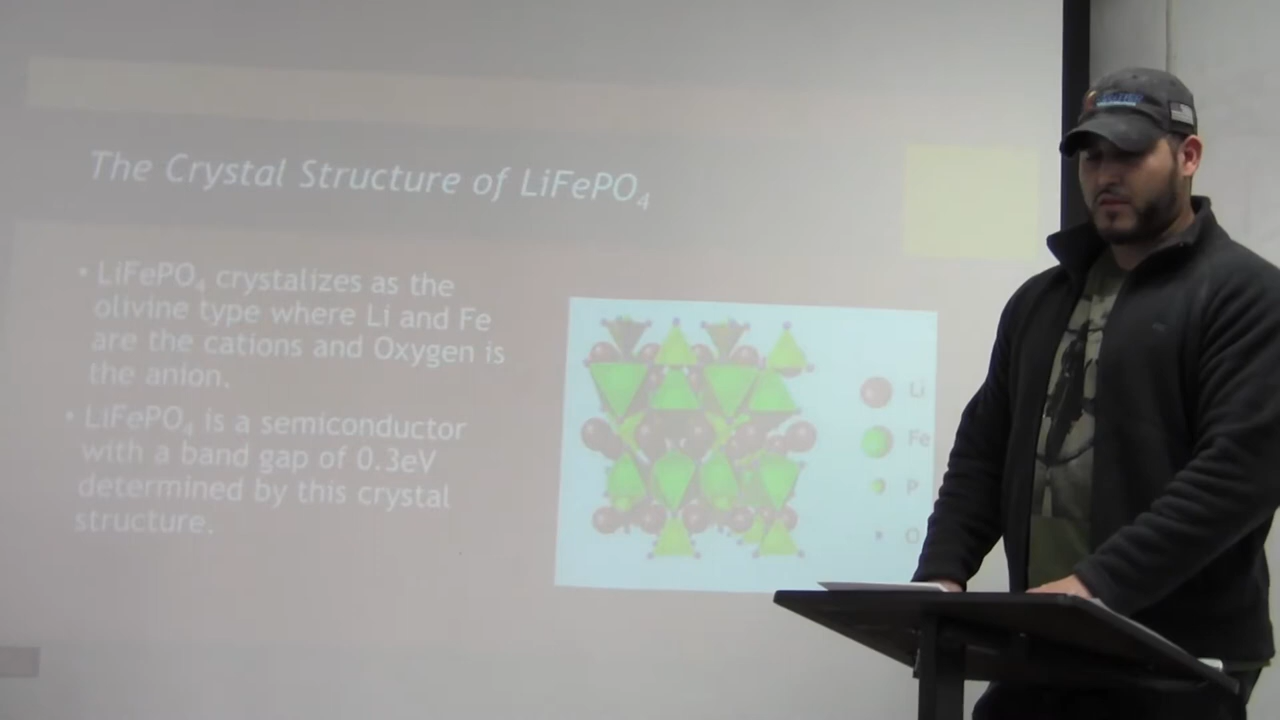 The Crystal Structure of LiFePO₄
• LiFePO₄ crystalizes as the
olivine type where Li and Fe
are the cations and Oxygen is
the anion.
• LiFePO₄ is a semiconductor
with a band gap of 0.3eV
determined by this crystal
structure.
Li
Fe
P
O